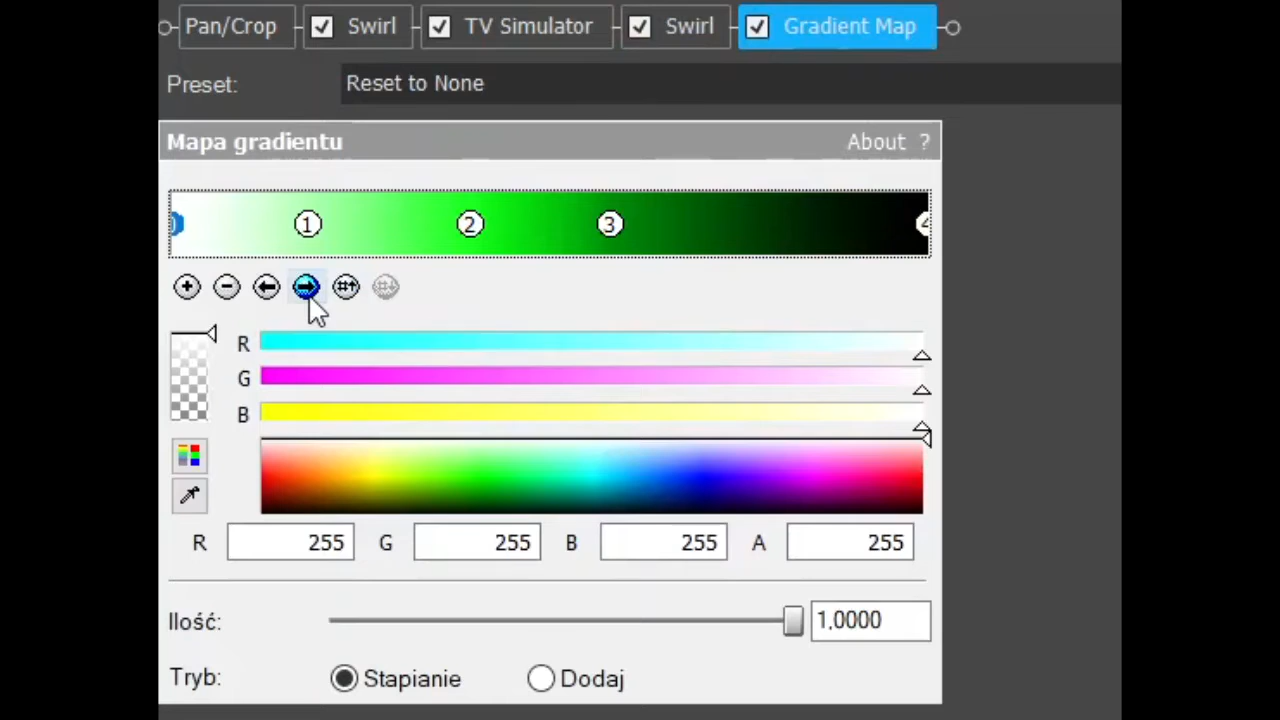 Pan/Crop Swirl TV Simulator Swirl Gradient Map
Preset: Reset to None
Mapa gradientu About ?
1 2 3 4
R
G
B
R 255 G 255 B 255 A 255
Ilość: 1,0000
Tryb: Stapianie Dodaj